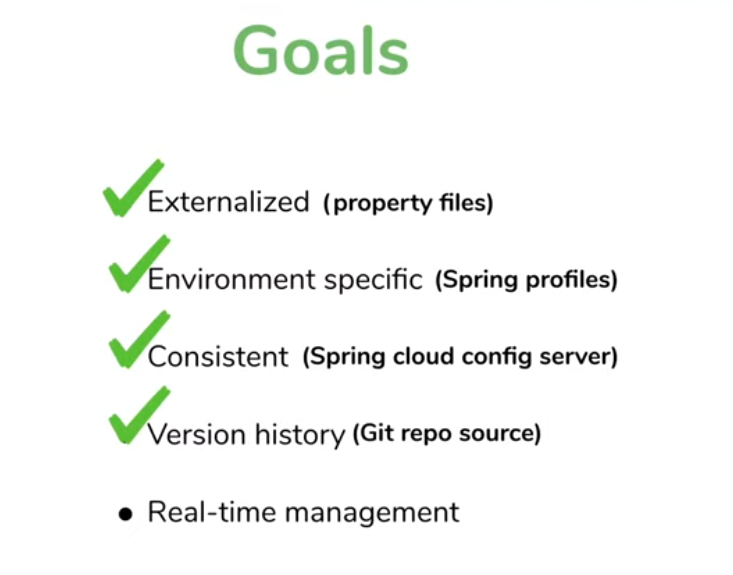 Goals
Externalized (property files)
Environment specific (Spring profiles)
Consistent (Spring cloud config server)
Version history (Git repo source)
Real-time management